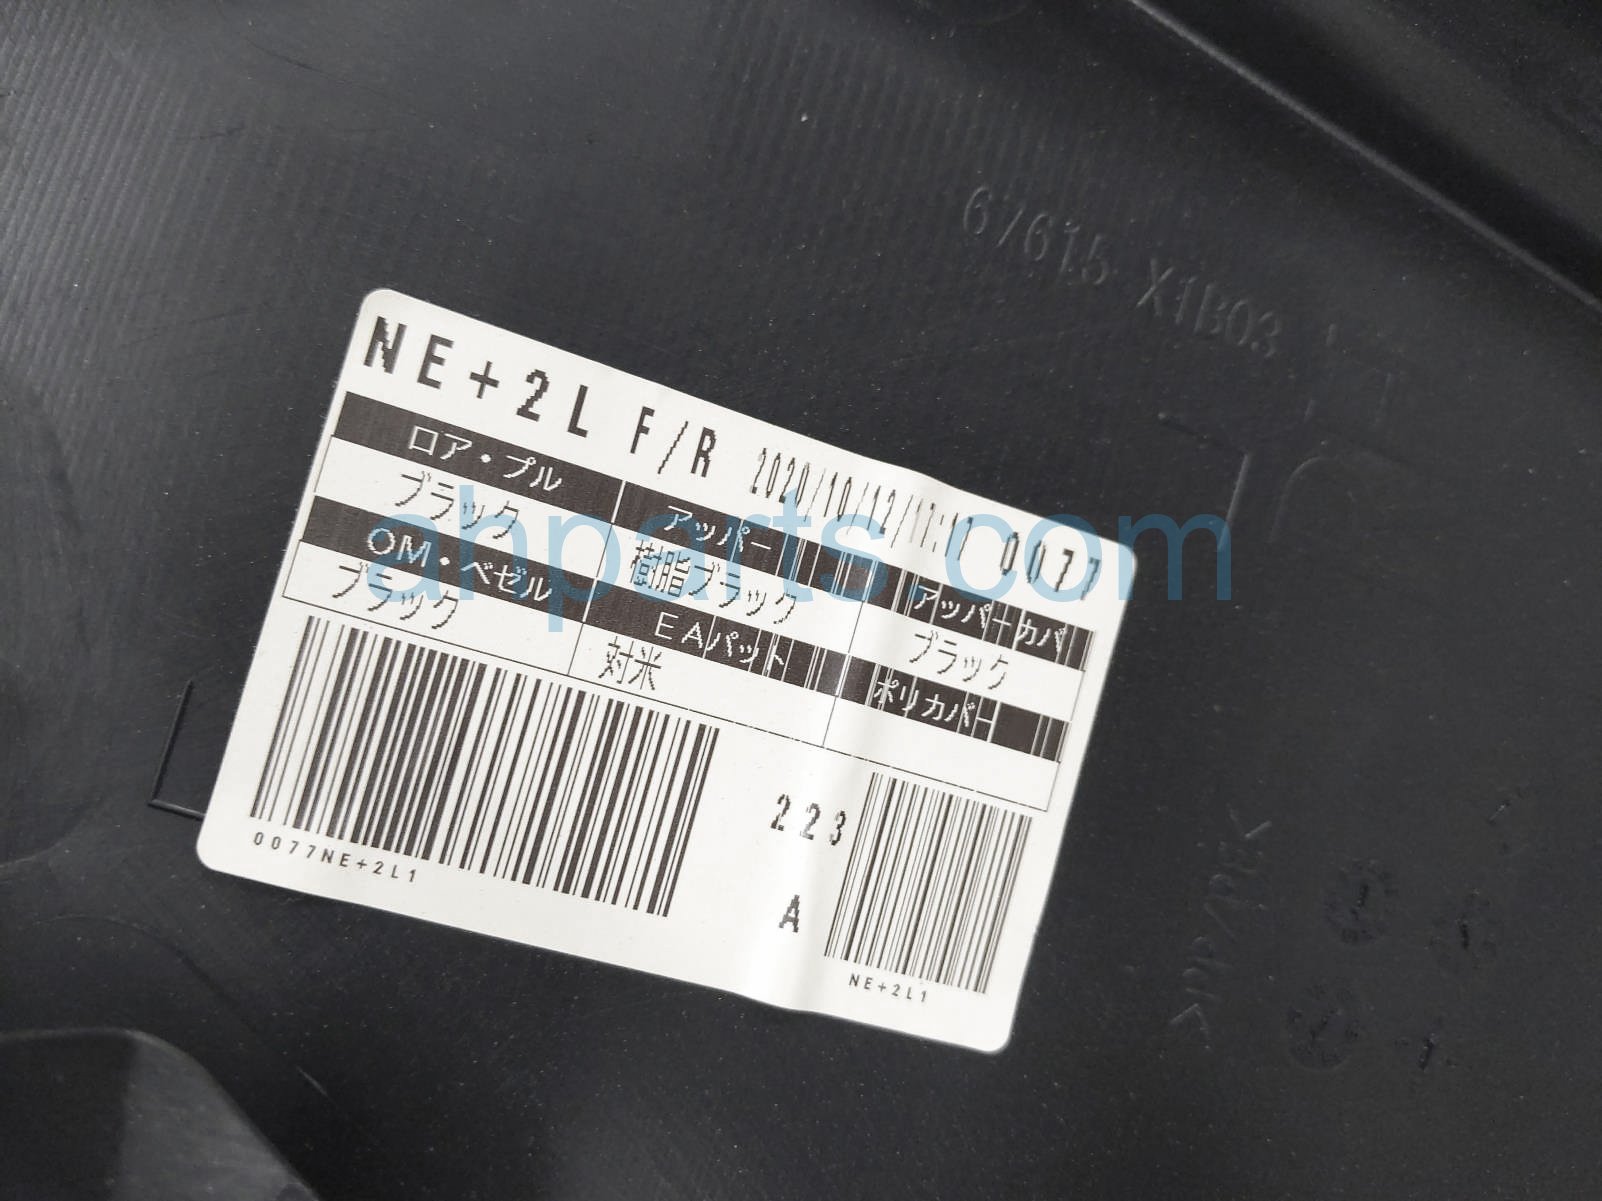 67615 X1B03
NE+2L F/R 2020/10/12/17:17 0077
ロア・プル アッパー アッパーカバー
ブラック 樹脂ブラック ブラック
OM・ベゼル EAパット ポリカバー
ブラック 対米
223
A
0077NE+2L1
NE+2L1
ahparts.com